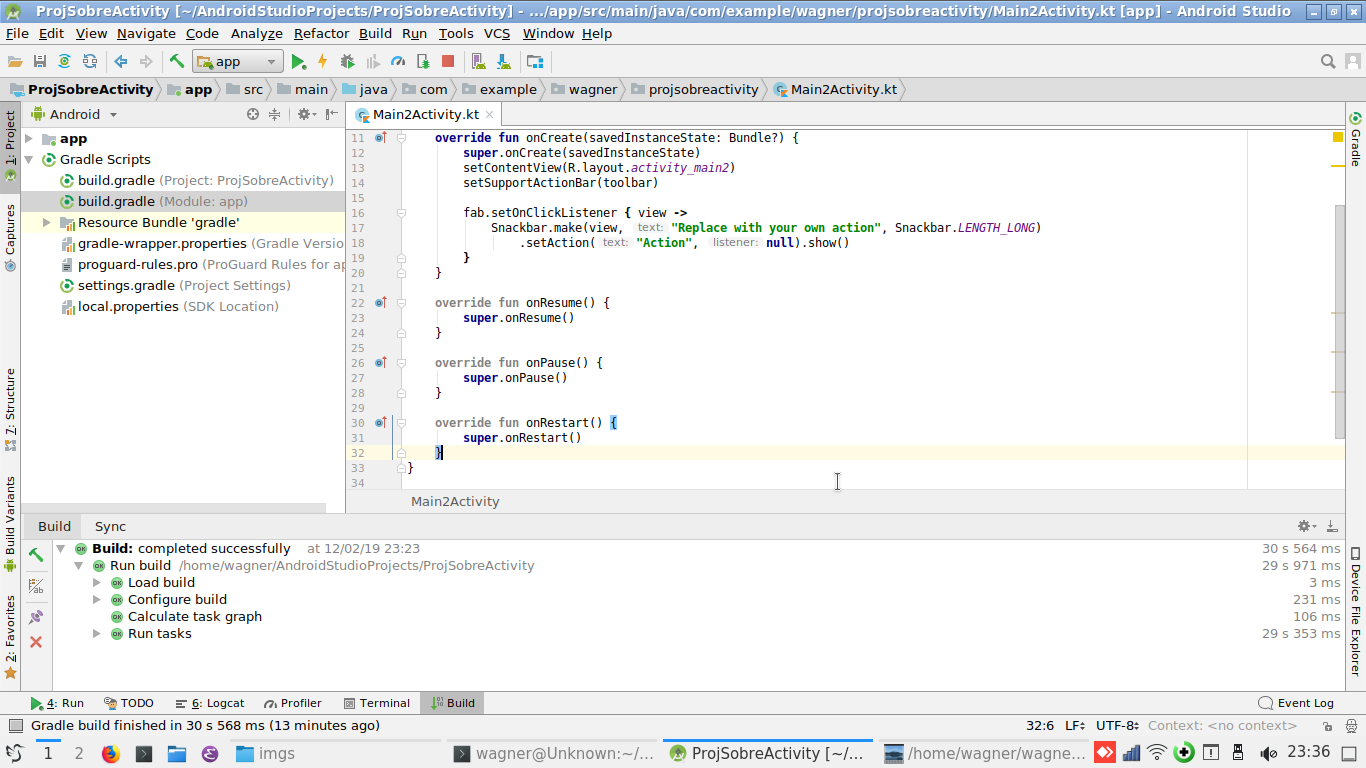 ProjSobreActivity [~/AndroidStudioProjects/ProjSobreActivity] - .../app/src/main/java/com/example/wagner/projsobreactivity/Main2Activity.kt [app] - Android Studio
File Edit View Navigate Code Analyze Refactor Build Run Tools VCS Window Help
app
ProjSobreActivity app src main java com example wagner projsobreactivity Main2Activity.kt
1: Project
Captures
7: Structure
Build Variants
2: Favorites
Android
app
Gradle Scripts
build.gradle (Project: ProjSobreActivity)
build.gradle (Module: app)
Resource Bundle 'gradle'
gradle-wrapper.properties (Gradle Versio
proguard-rules.pro (ProGuard Rules for ap
settings.gradle (Project Settings)
local.properties (SDK Location)
Main2Activity.kt
11 override fun onCreate(savedInstanceState: Bundle?) {
12 super.onCreate(savedInstanceState)
13 setContentView(R.layout.activity_main2)
14 setSupportActionBar(toolbar)
15
16 fab.setOnClickListener { view ->
17 Snackbar.make(view, text: "Replace with your own action", Snackbar.LENGTH_LONG)
18 .setAction( text: "Action", listener: null).show()
19 }
20 }
21
22 override fun onResume() {
23 super.onResume()
24 }
25
26 override fun onPause() {
27 super.onPause()
28 }
29
30 override fun onRestart() {
31 super.onRestart()
32 }
33 }
34
Main2Activity
Gradle
Device File Explorer
Build Sync
Build: completed successfully at 12/02/19 23:23 30 s 564 ms
Run build /home/wagner/AndroidStudioProjects/ProjSobreActivity 29 s 971 ms
Load build 3 ms
Configure build 231 ms
Calculate task graph 106 ms
Run tasks 29 s 353 ms
4: Run TODO 6: Logcat Profiler Terminal Build Event Log
Gradle build finished in 30 s 568 ms (13 minutes ago) 32:6 LF UTF-8 Context: <no context>
1 2 imgs wagner@Unknown:~/... ProjSobreActivity [~/... /home/wagner/wagne... 23:36